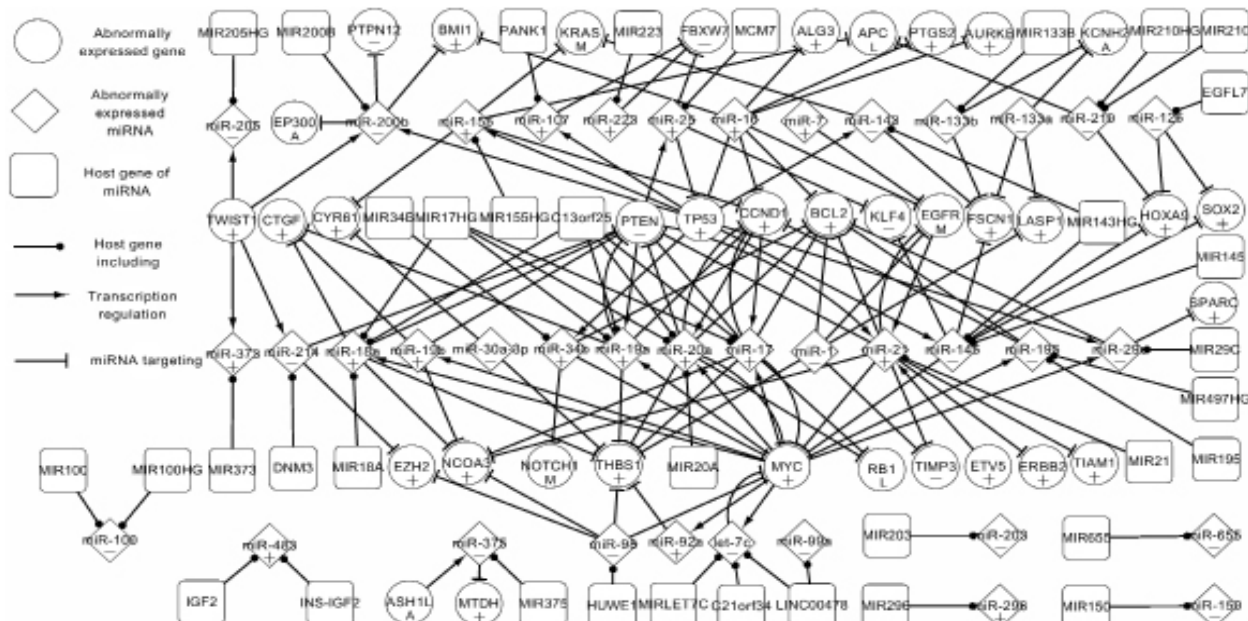 Abnormally
expressed gene
MIR205HG MIR200B PTPN12 − BMI1 + PANK1 KRAS M MIR223 FBXW7 − MCM7 ALG3 + APC L PTGS2 + AURKB + MIR133B KCNH2 A MIR210HG MIR210
Abnormally
expressed
miRNA
EGFL7
miR-205 − EP300 A miR-200b − miR-155 + miR-107 + miR-223 + miR-25 + miR-16 + miR-7 + miR-143 − miR-133b − miR-133a − miR-210 − miR-126 −
Host gene
of miRNA
TWIST1 + CTGF + CYR61 + MIR34B MIR17HG MIR155HG C13orf25 PTEN − TP53 + CCND1 + BCL2 + KLF4 − EGFR M FSCN1 + LASP1 + MIR143HG HOXA9 + SOX2 +
Host gene
including
MIR145
Transcription
regulation
SPARC +
miRNA targeting
miR-373 + miR-214 − miR-18a + miR-19b + miR-30a-3p miR-34b miR-19a + miR-20a + miR-17 + miR-1 miR-21 + miR-145 − miR-195 − miR-29c
MIR29C
MIR497HG
MIR100 MIR100HG MIR373 DNM3 MIR18A EZH2 + NCOA3 + NOTCH1 M THBS1 + MIR20A MYC + RB1 L TIMP3 − ETV5 + ERBB2 + TIAM1 + MIR21 MIR195
miR-100 − miR-483 + miR-375 − miR-98 − miR-92a + let-7c − miR-99a − MIR203 miR-203 − MIR655 miR-655 −
IGF2 INS-IGF2 ASH1L A MTDH + MIR375 HUWE1 MIRLET7C C21orf34 LINC00478 MIR296 miR-296 + MIR150 miR-150 −